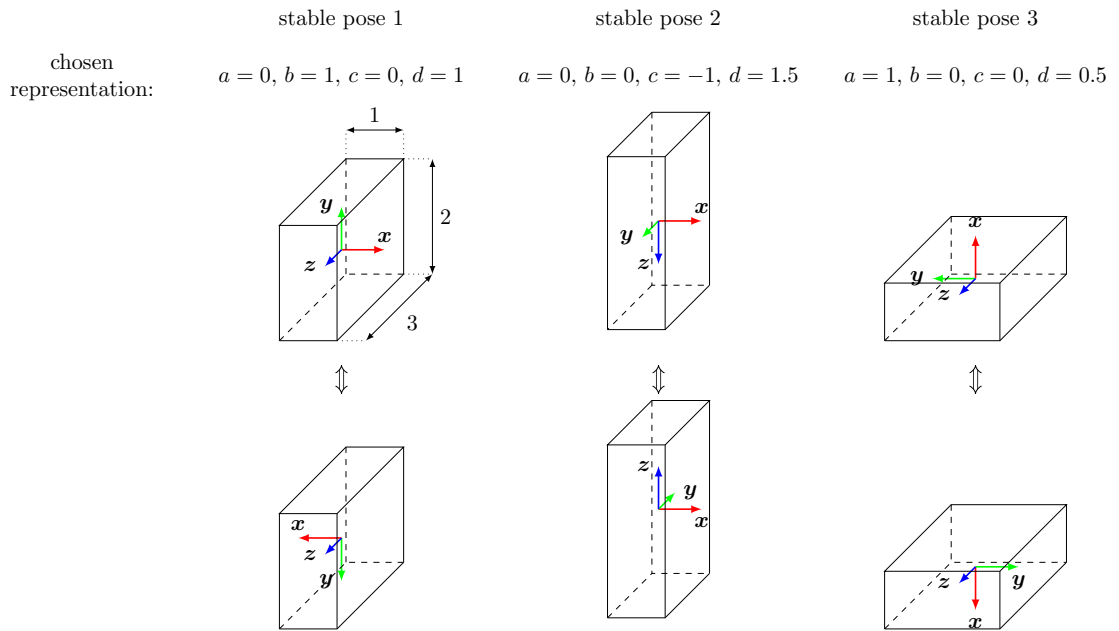 stable pose 1 stable pose 2 stable pose 3
chosen
representation:
a = 0, b = 1, c = 0, d = 1 a = 0, b = 0, c = −1, d = 1.5 a = 1, b = 0, c = 0, d = 0.5
1
y x z 2
3
x y z
x y z
⇕ ⇕ ⇕
x z y
z y x
z y x